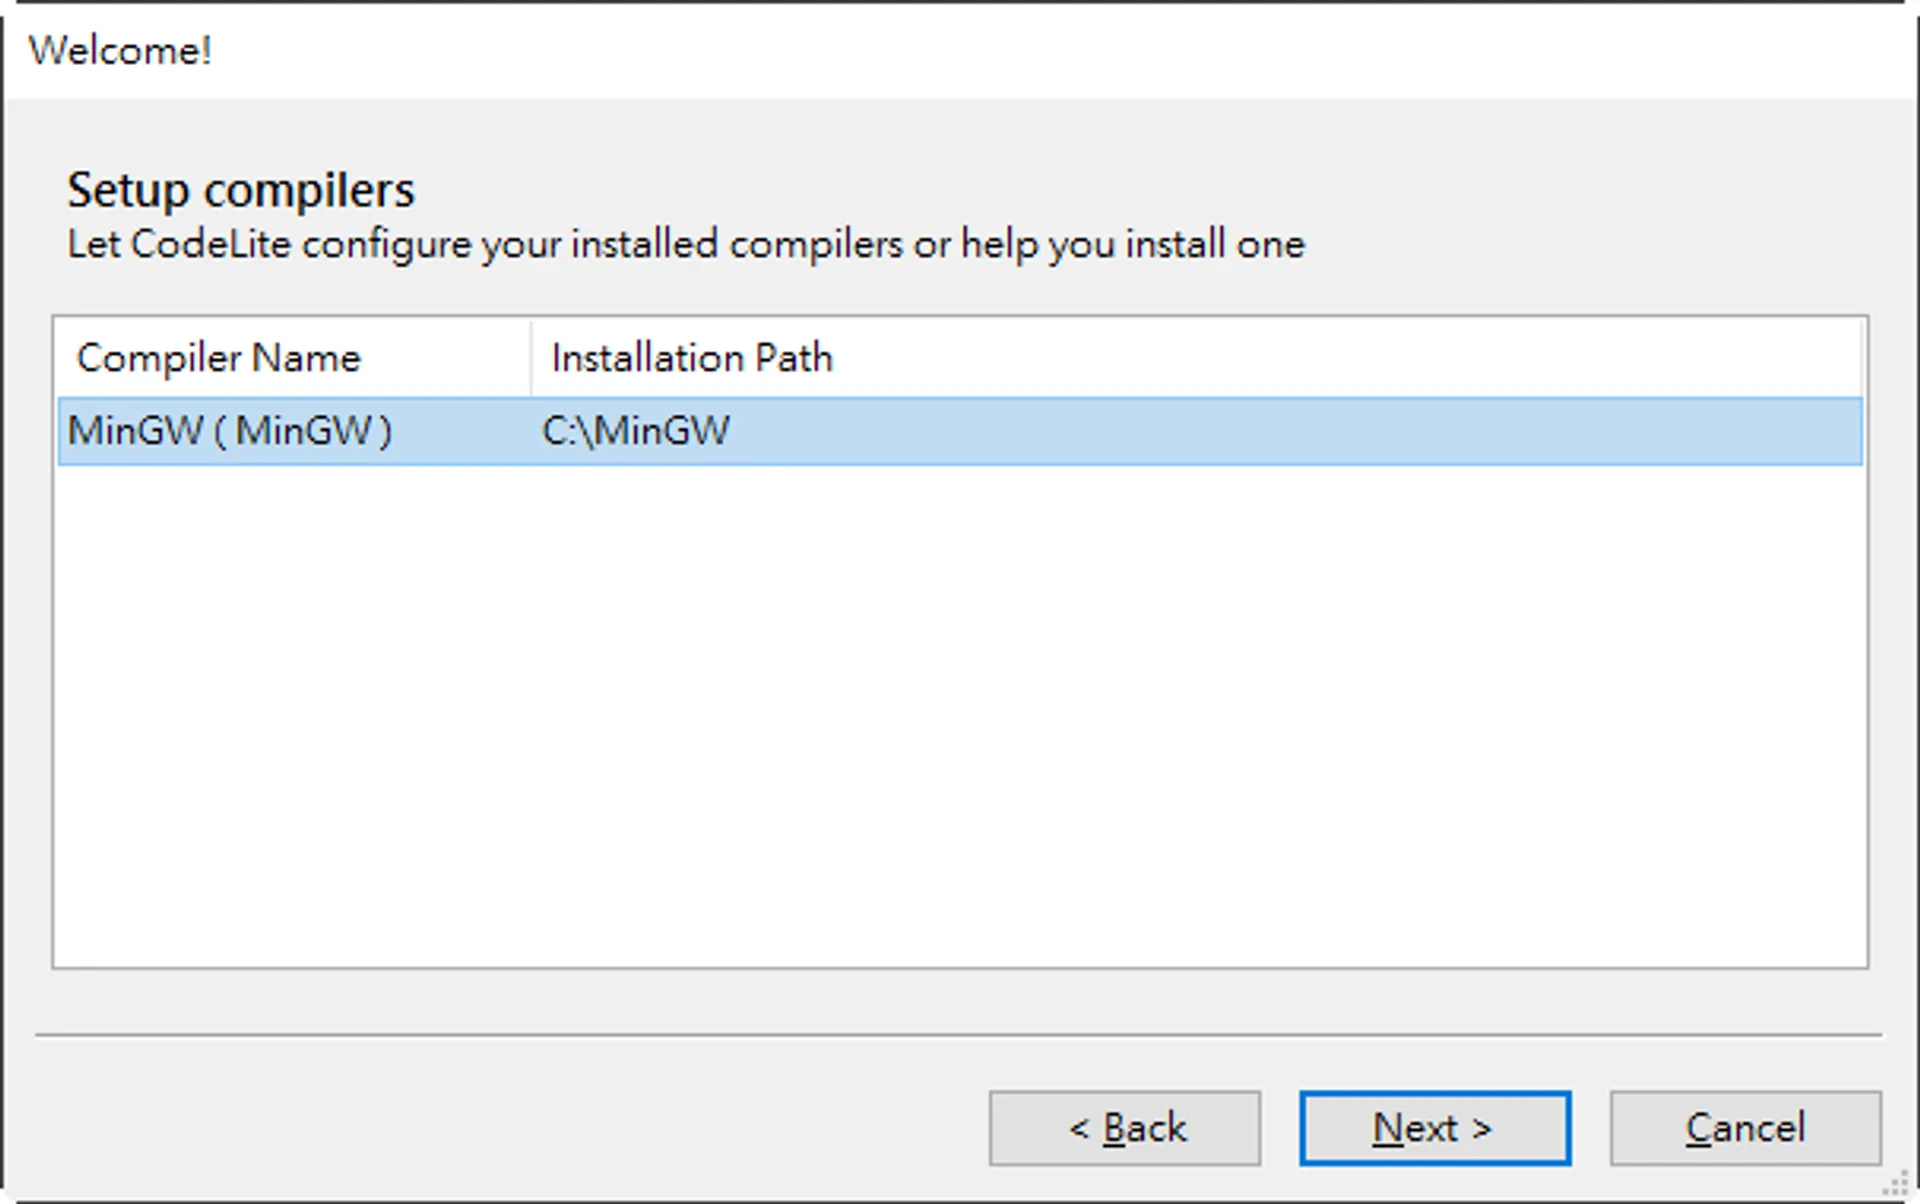 Welcome!
Setup compilers
Let CodeLite configure your installed compilers or help you install one
Compiler Name Installation Path
MinGW ( MinGW ) C:\MinGW
< Back Next > Cancel